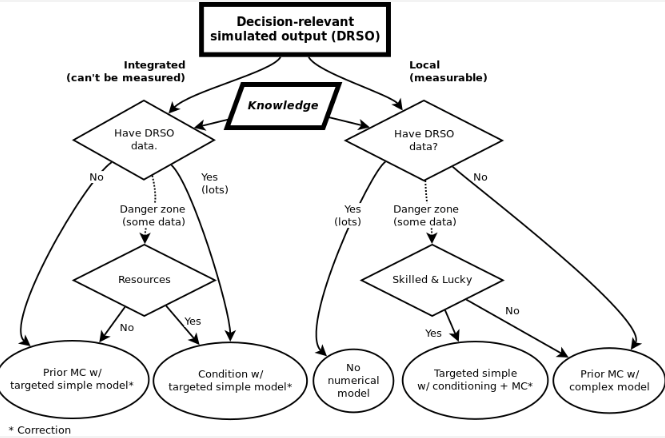 Decision-relevant
simulated output (DRSO)
Integrated
(can't be measured)
Local
(measurable)
Knowledge
Have DRSO
data.
Have DRSO
data?
No
Yes
(lots)
Danger zone
(some data)
Yes
(lots)
Danger zone
(some data)
No
Resources
Skilled & Lucky
No
Yes
Yes
No
Prior MC w/
targeted simple model*
Condition w/
targeted simple model*
No
numerical
model
Targeted simple
w/ conditioning + MC*
Prior MC w/
complex model
* Correction